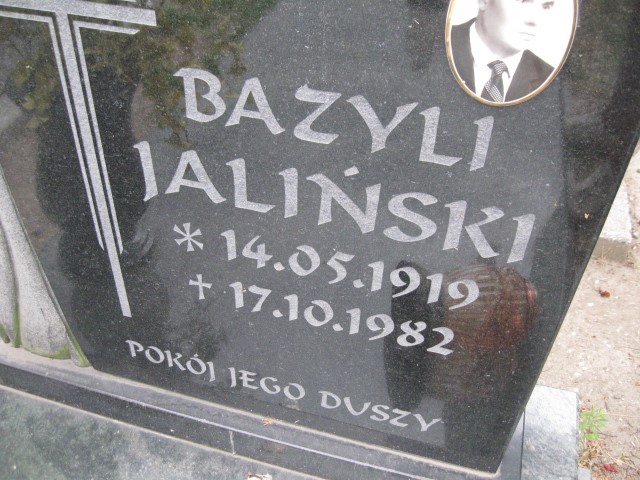 BAZYLI
JALIŃSKI
* 14.05.1919
+ 17.10.1982
POKÓJ JEGO DUSZY